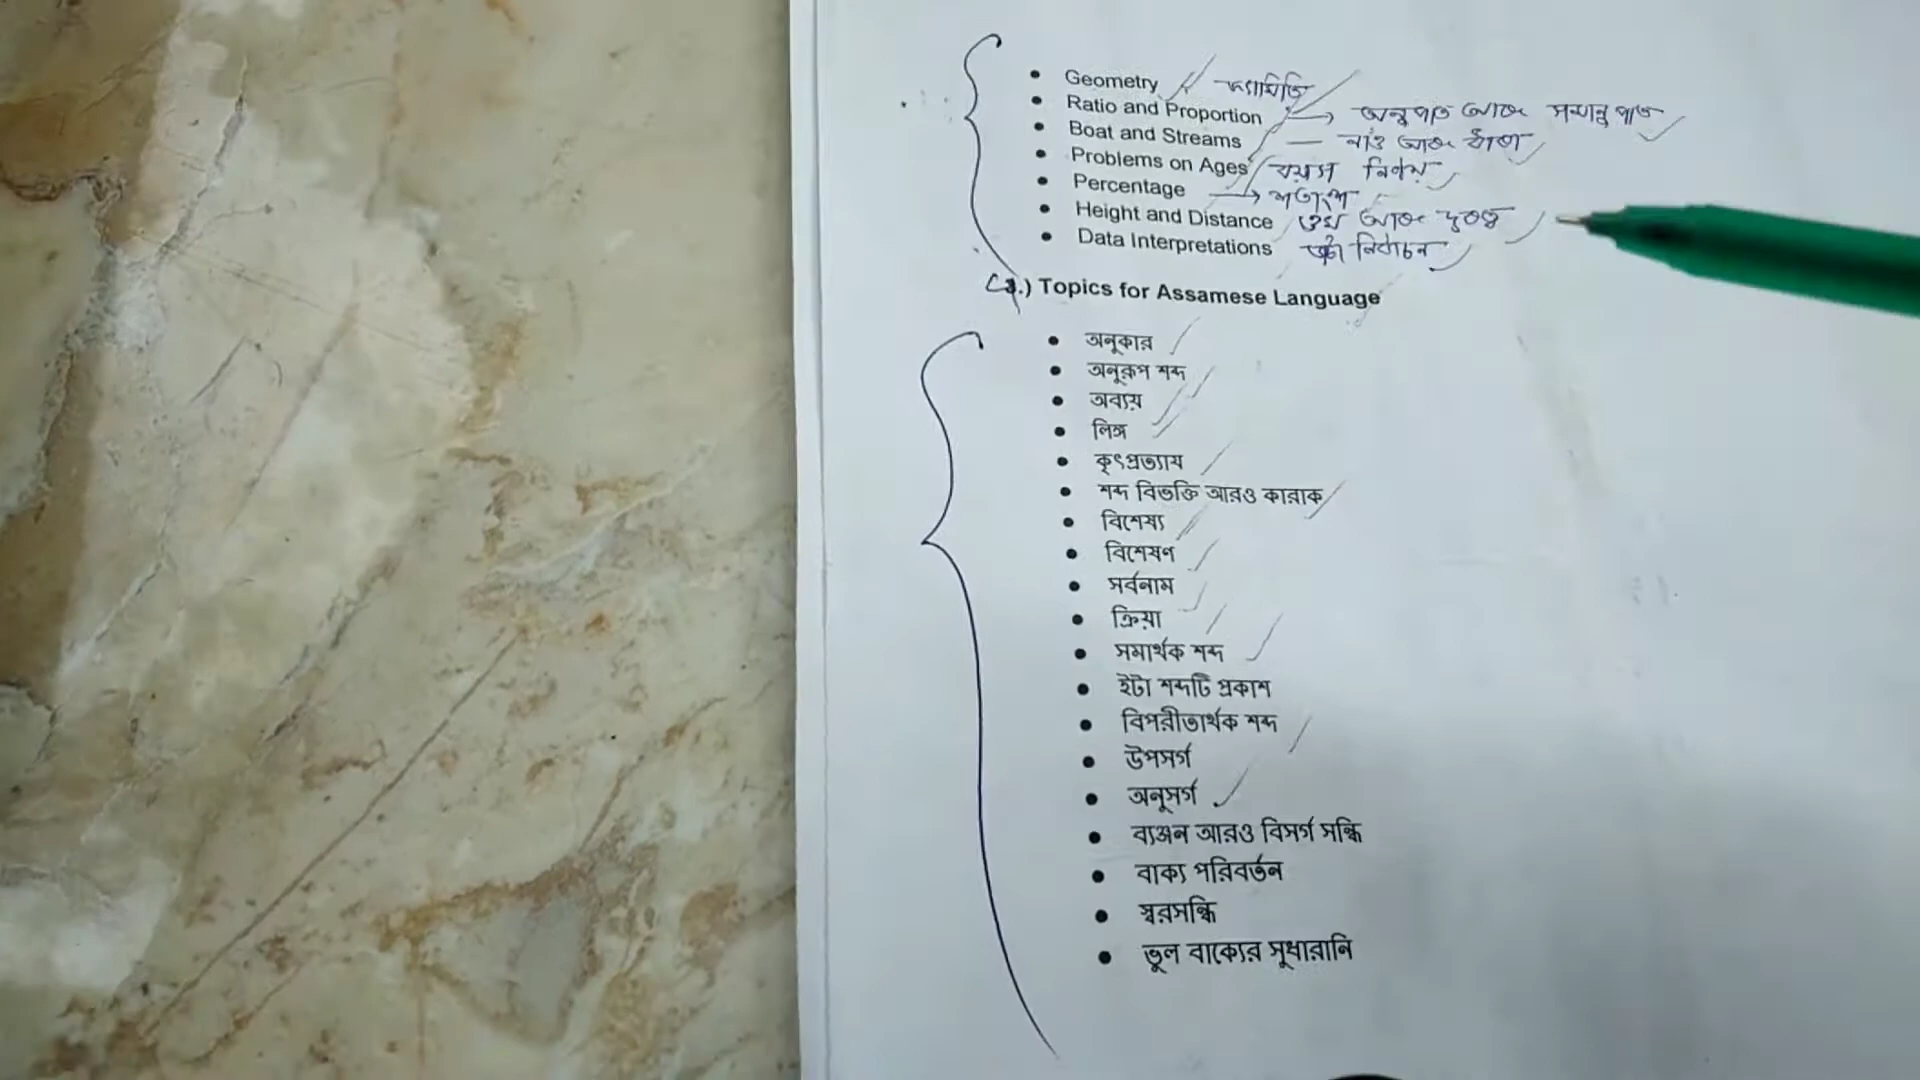 Geometry জ্যামিতি
Ratio and Proportion → অনুপাত আৰু সমানুপাত
Boat and Streams — নাও আৰু
Problems on Ages বয়স নিৰ্ণয়
Percentage → শতাংশ
Height and Distance আৰু দূৰত্ব
Data Interpretations নিৰ্বাচন
.) Topics for Assamese Language
অনুকার
অনুরূপ শব্দ
অব্যয়
লিঙ্গ
কৃৎপ্রত্যায
শব্দ বিভক্তি আরও কারাক
বিশেষ্য
বিশেষণ
সর্বনাম
ক্রিয়া
সমার্থক শব্দ
ইটা শব্দটি প্রকাশ
বিপরীতার্থক শব্দ
উপসর্গ
অনুসর্গ
ব্যঞ্জন আরও বিসর্গ সন্ধি
বাক্য পরিবর্তন
স্বরসন্ধি
ভুল বাক্যের সুধারানি